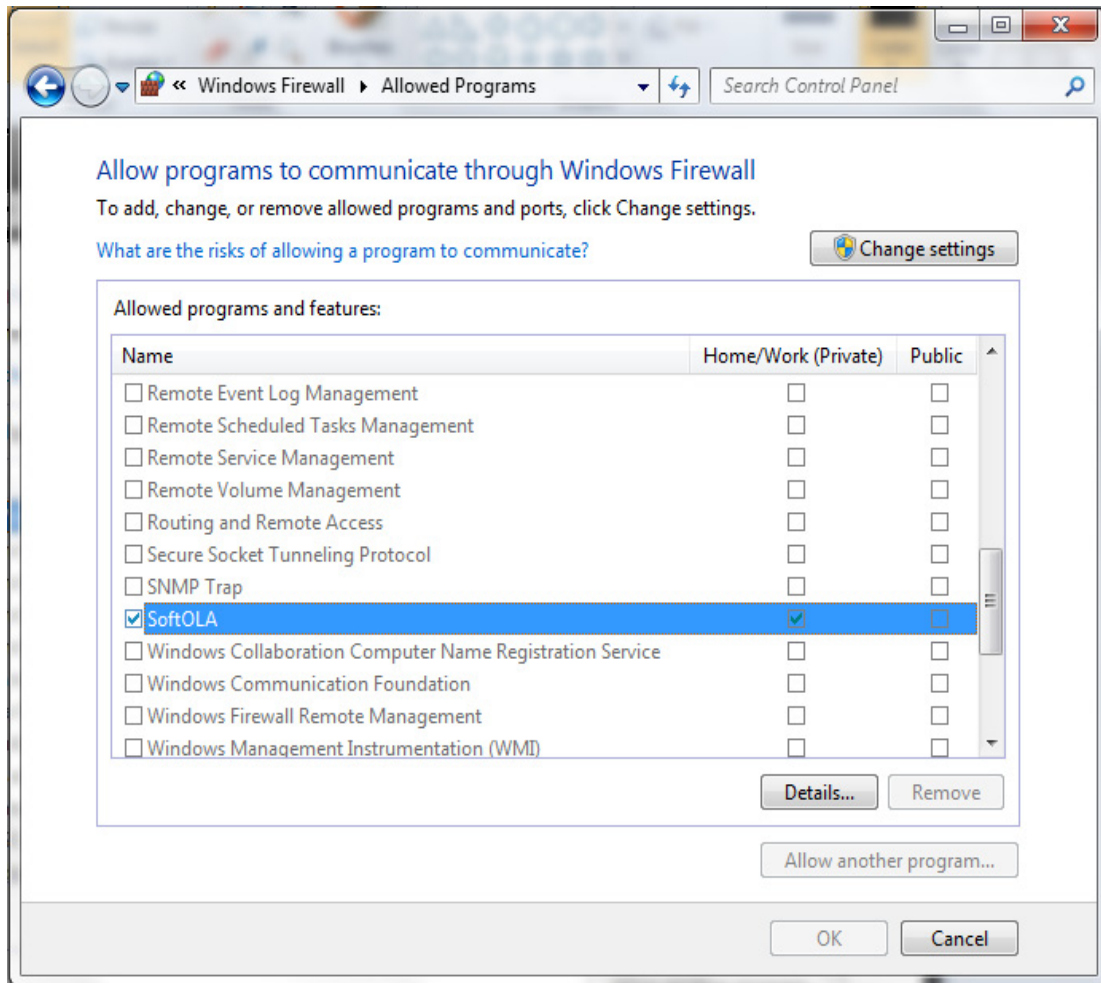 « Windows Firewall ▸ Allowed Programs
Search Control Panel
Allow programs to communicate through Windows Firewall
To add, change, or remove allowed programs and ports, click Change settings.
What are the risks of allowing a program to communicate?
Change settings
Allowed programs and features:
Name Home/Work (Private) Public
Remote Event Log Management
Remote Scheduled Tasks Management
Remote Service Management
Remote Volume Management
Routing and Remote Access
Secure Socket Tunneling Protocol
SNMP Trap
SoftOLA
Windows Collaboration Computer Name Registration Service
Windows Communication Foundation
Windows Firewall Remote Management
Windows Management Instrumentation (WMI)
Details... Remove
Allow another program...
OK Cancel